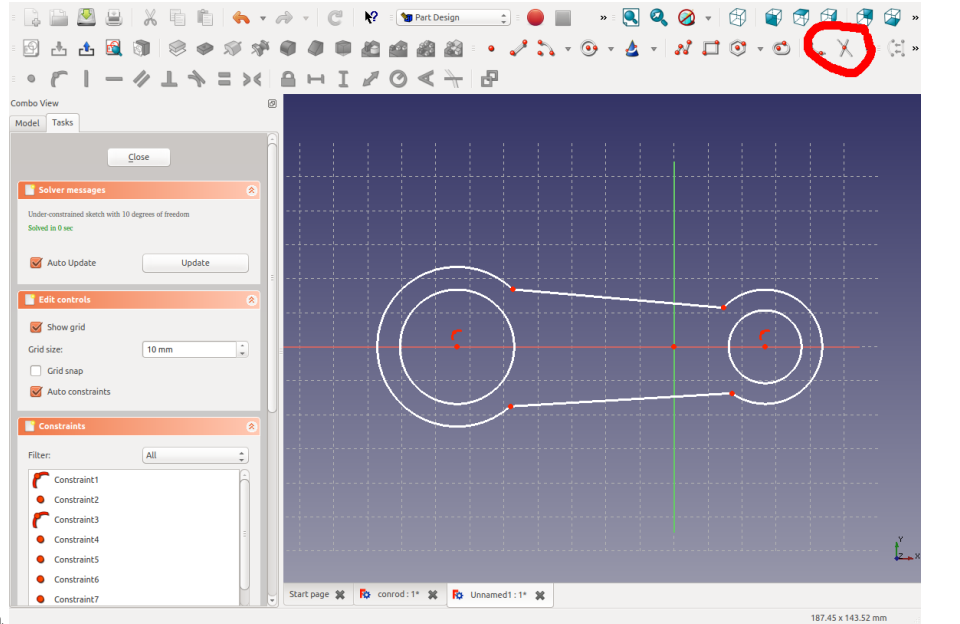 Part Design
»
»
»
Combo View
Model Tasks
Close
Solver messages
Under-constrained sketch with 10 degrees of freedom
Solved in 0 sec
Auto Update
Update
Edit controls
Show grid
Grid size:
10 mm
Grid snap
Auto constraints
Constraints
Filter:
All
Constraint1
Constraint2
Constraint3
Constraint4
Constraint5
Constraint6
Constraint7
Y
Z
X
Start page
conrod : 1*
Unnamed1 : 1*
187.45 x 143.52 mm